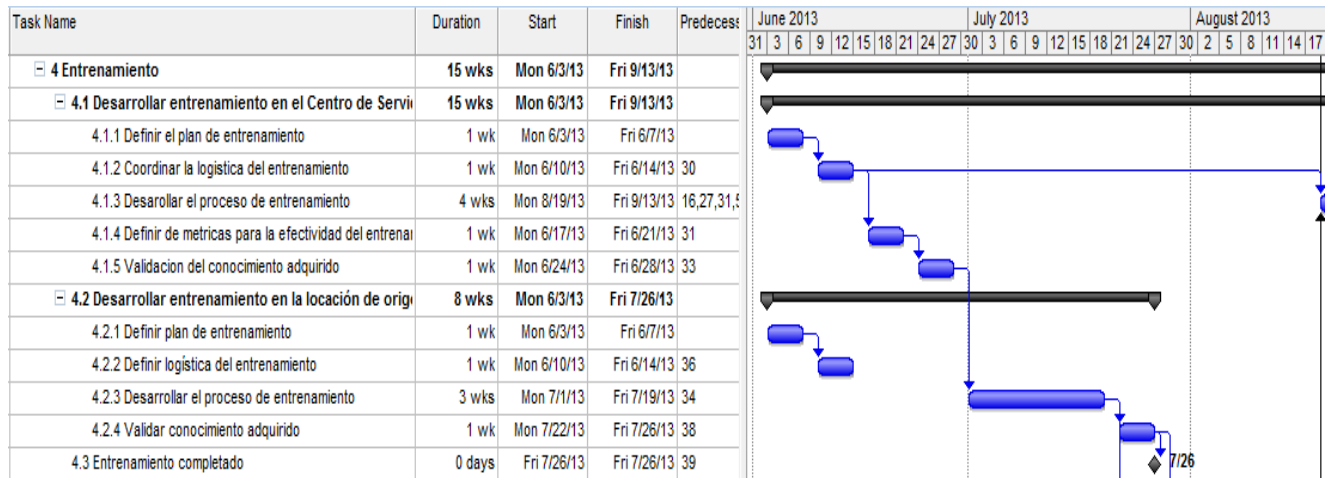 Task Name Duration Start Finish Predecess June 2013 July 2013 August 2013
31 3 6 9 12 15 18 21 24 27 30 3 6 9 12 15 18 21 24 27 30 2 5 8 11 14 17
4 Entrenamiento 15 wks Mon 6/3/13 Fri 9/13/13
4.1 Desarrollar entrenamiento en el Centro de Servi 15 wks Mon 6/3/13 Fri 9/13/13
4.1.1 Definir el plan de entrenamiento 1 wk Mon 6/3/13 Fri 6/7/13
4.1.2 Coordinar la logistica del entrenamiento 1 wk Mon 6/10/13 Fri 6/14/13 30
4.1.3 Desarollar el proceso de entrenamiento 4 wks Mon 8/19/13 Fri 9/13/13 16,27,31,5
4.1.4 Definir de metricas para la efectividad del entrena 1 wk Mon 6/17/13 Fri 6/21/13 31
4.1.5 Validacion del conocimiento adquirido 1 wk Mon 6/24/13 Fri 6/28/13 33
4.2 Desarrollar entrenamiento en la locación de orig 8 wks Mon 6/3/13 Fri 7/26/13
4.2.1 Definir plan de entrenamiento 1 wk Mon 6/3/13 Fri 6/7/13
4.2.2 Definir logística del entrenamiento 1 wk Mon 6/10/13 Fri 6/14/13 36
4.2.3 Desarrollar el proceso de entrenamiento 3 wks Mon 7/1/13 Fri 7/19/13 34
4.2.4 Validar conocimiento adquirido 1 wk Mon 7/22/13 Fri 7/26/13 38
4.3 Entrenamiento completado 0 days Fri 7/26/13 Fri 7/26/13 39 7/26